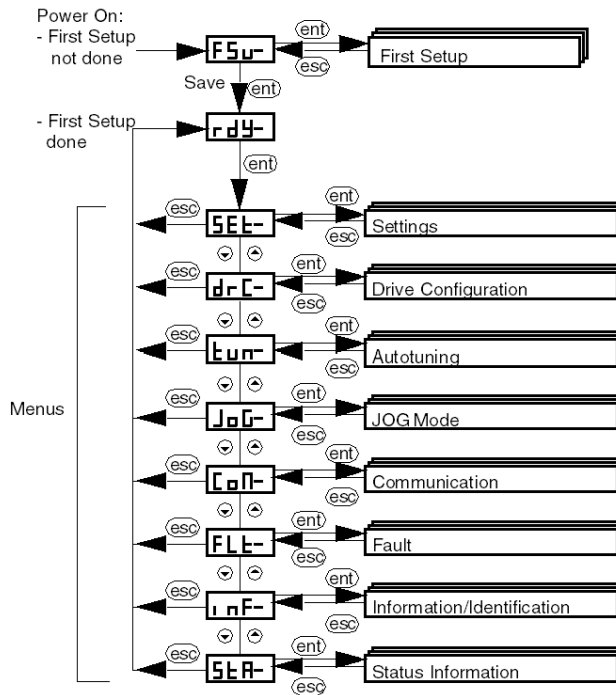 Power On:
- First Setup
not done
FSu-
ent
esc
First Setup
Save
ent
- First Setup
done
rdy-
ent
Menus
esc
SEt-
ent
esc
Settings
esc
drC-
ent
esc
Drive Configuration
esc
tun-
ent
esc
Autotuning
esc
JoG-
ent
esc
JOG Mode
esc
CoM-
ent
esc
Communication
esc
FLt-
ent
esc
Fault
esc
inF-
ent
esc
Information/Identification
esc
StA-
ent
esc
Status Information